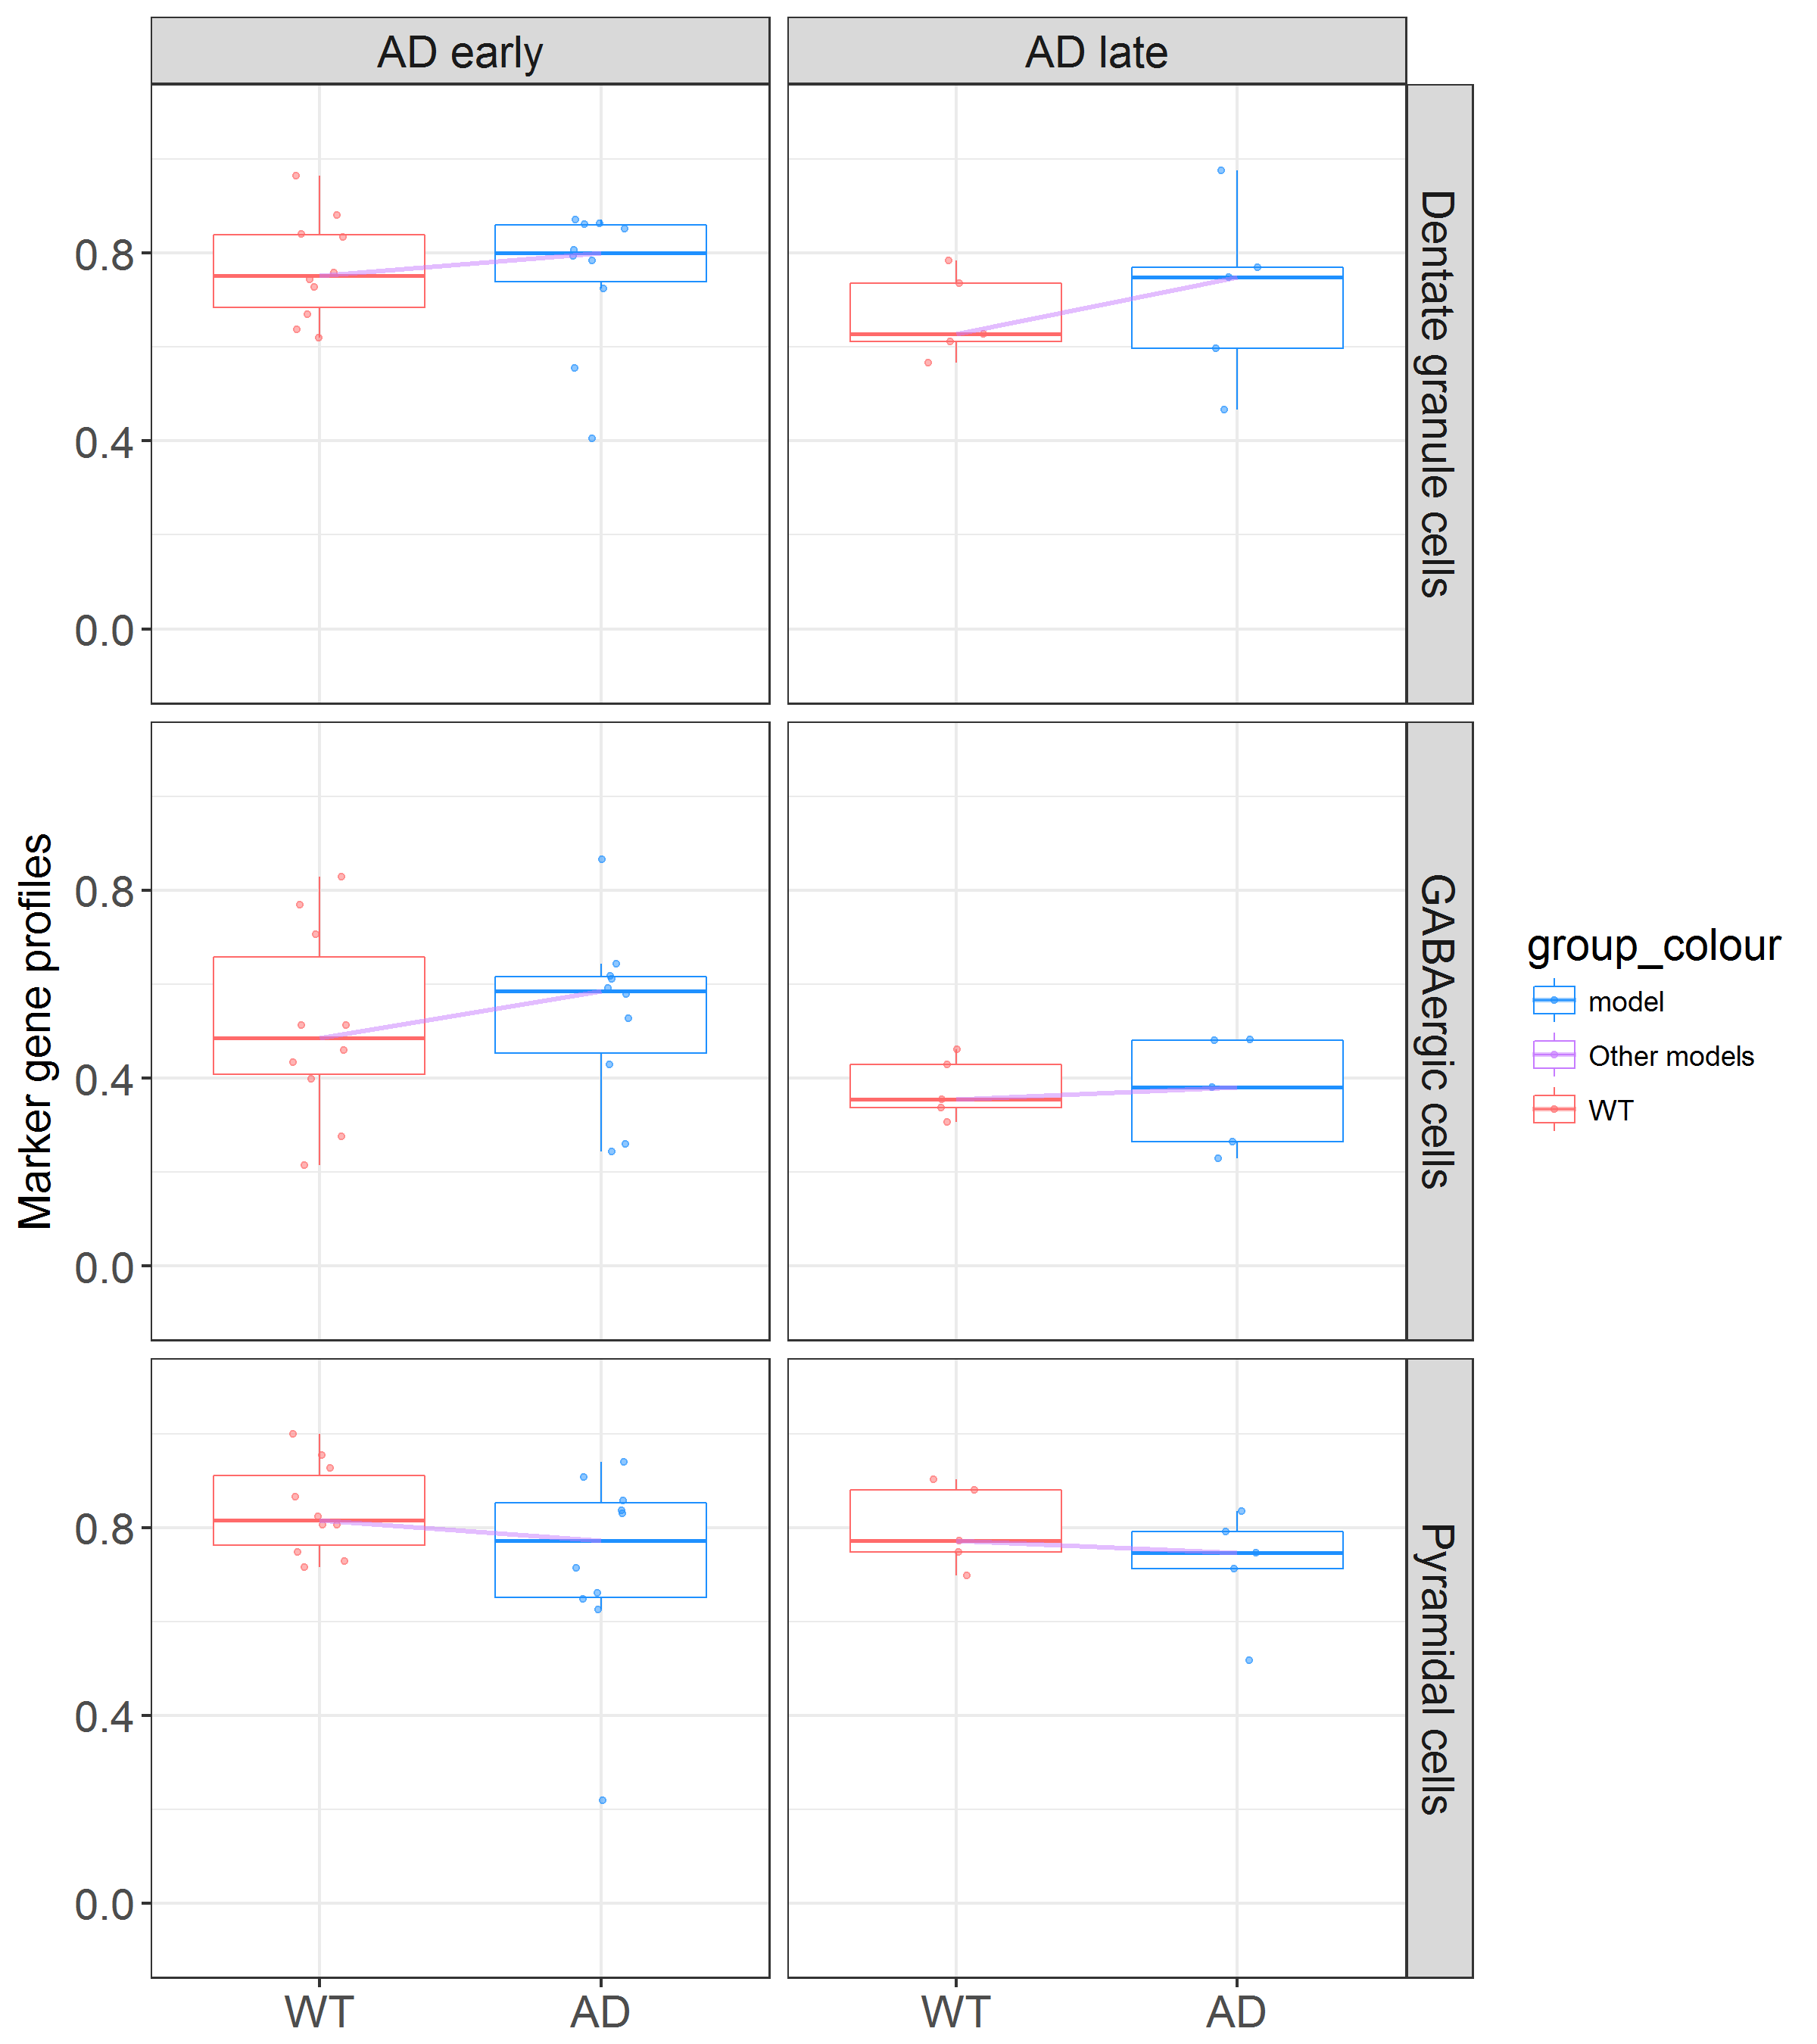 AD early
AD late
Dentate granule cells
0.8
0.4
0.0
Marker gene profiles
GABAergic cells
0.8
0.4
0.0
Pyramidal cells
0.8
0.4
0.0
WT
AD
WT
AD
group_colour
model
Other models
WT